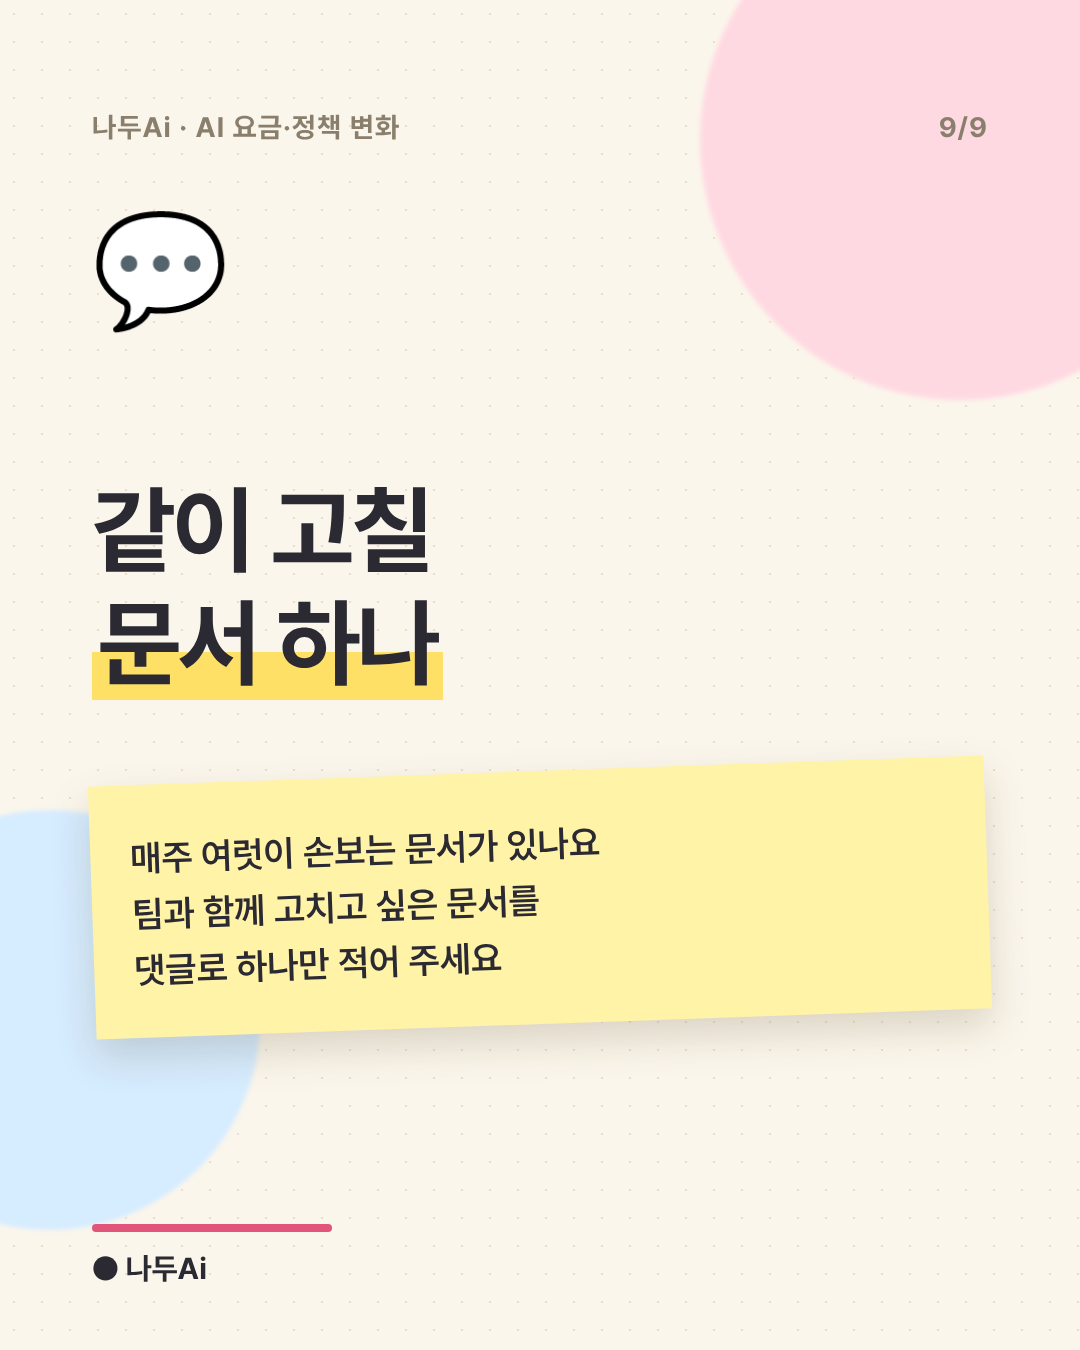 나두Ai · AI 요금·정책 변화
9/9
같이 고칠
문서 하나
매주 여럿이 손보는 문서가 있나요
팀과 함께 고치고 싶은 문서를
댓글로 하나만 적어 주세요
나두Ai